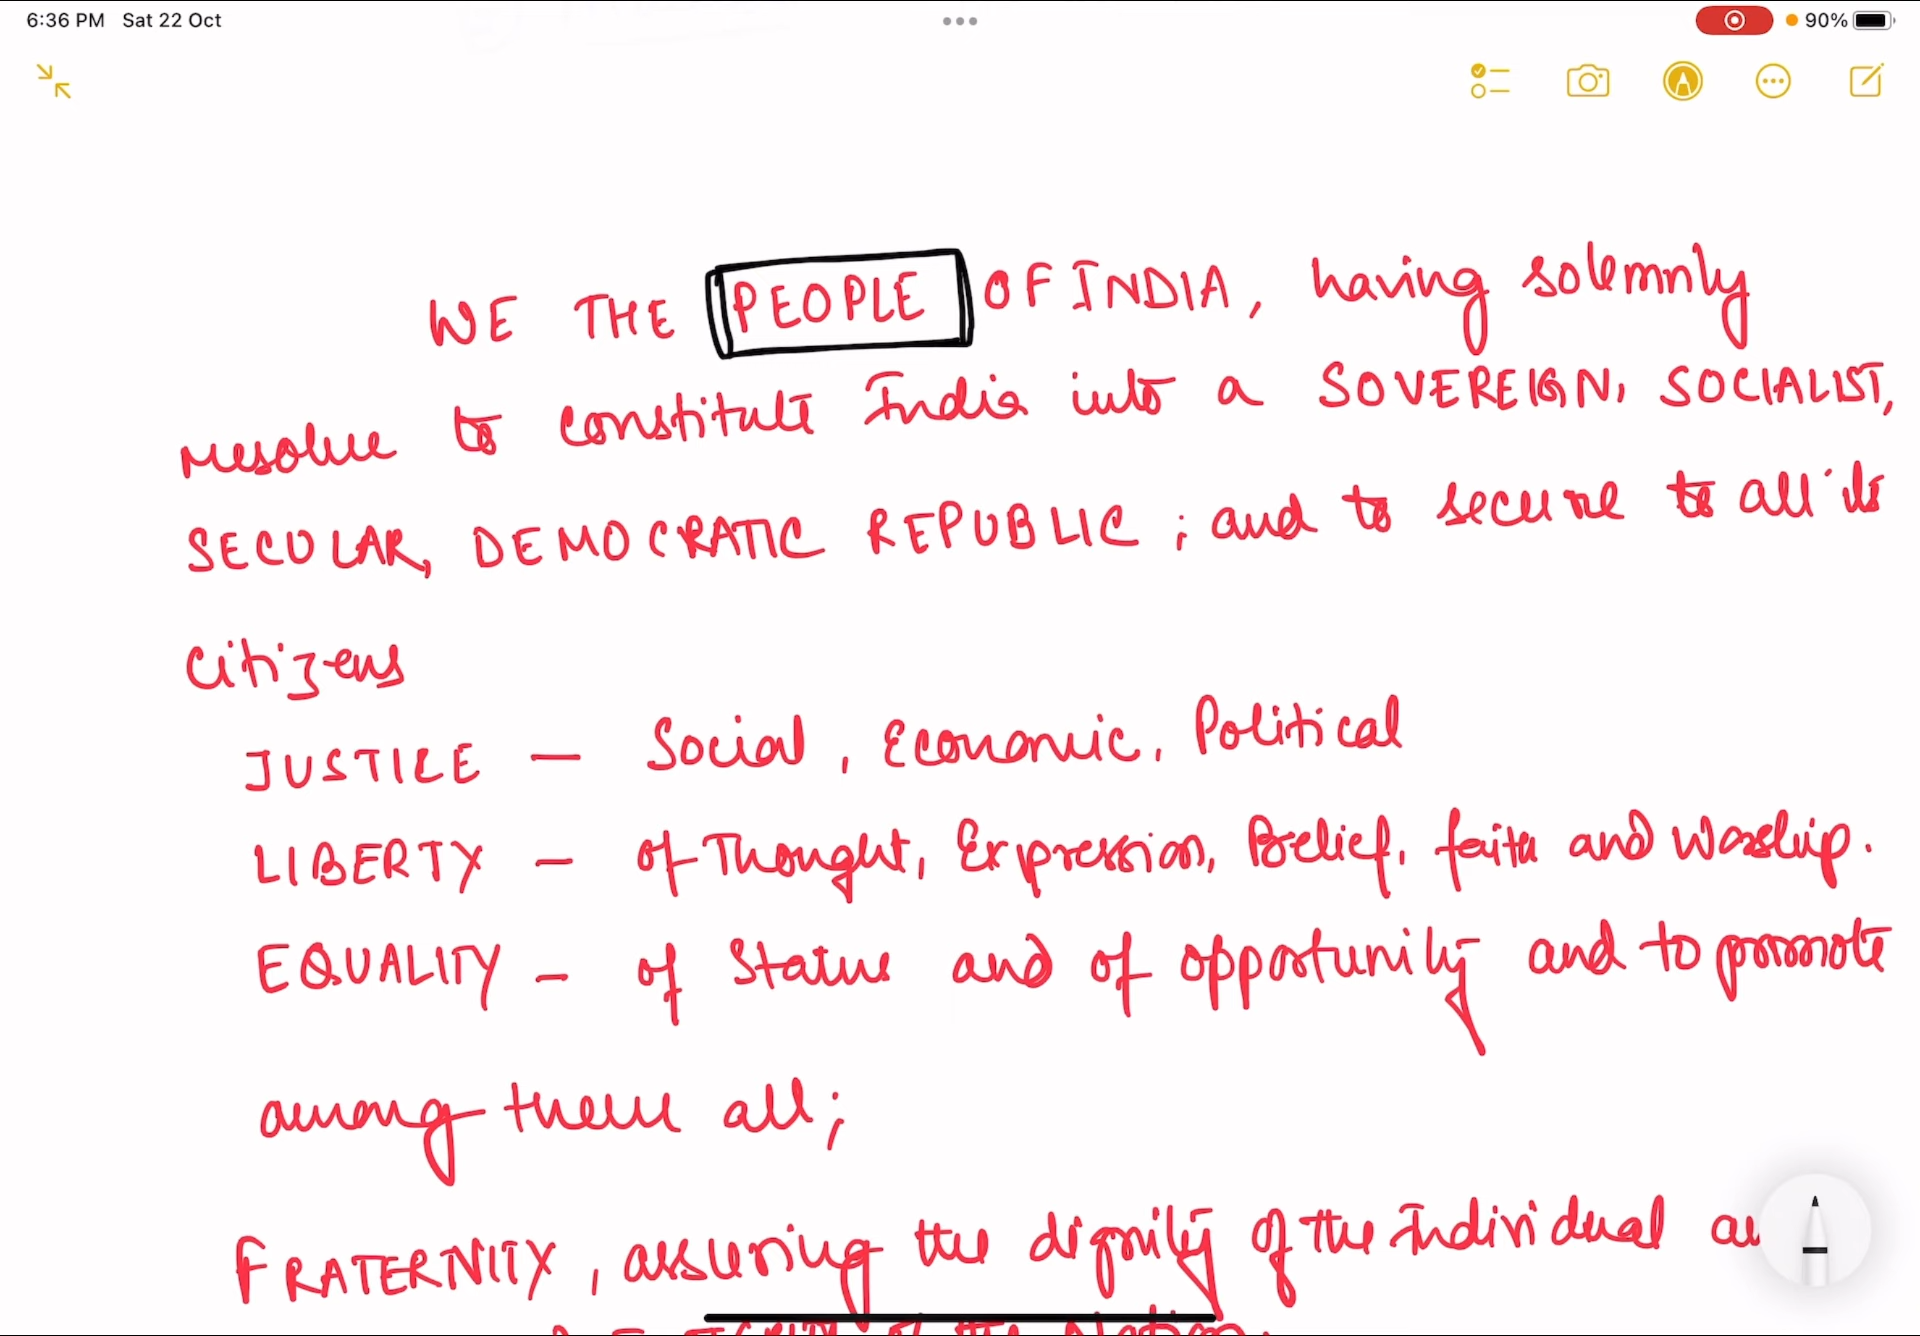 6:36 PM Sat 22 Oct
90%
WE THE PEOPLE OF INDIA, having solemnly
resolve to constitute India into a SOVEREIGN, SOCIALIST,
SECULAR, DEMOCRATIC REPUBLIC ; and to secure to all its
citizens
JUSTICE — Social, Economic, Political
LIBERTY — of Thought, Expression, Belief, faith and Worship.
EQUALITY — of Status and of opportunity and to promote
among them all;
FRATERNITY, assuring the dignity of the Individual
of the Nation.